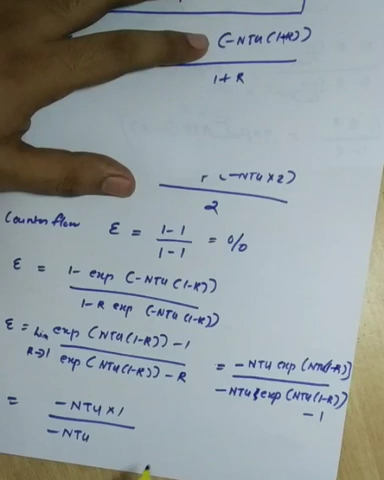 (-NTU(1+R))
1+R
(-NTU×2)
2
Counter flow ε = 1-1 / 1-1 = 0/0
ε = 1- exp (-NTU(1-R)) / 1-R exp (-NTU(1-R))
ε = Lim R→1 exp(NTU(1-R)) -1 / exp(NTU(1-R)) - R = -NTU exp(NTU(1-R)) / -NTU exp(NTU(1-R)) -1
= -NTU×1 / -NTU